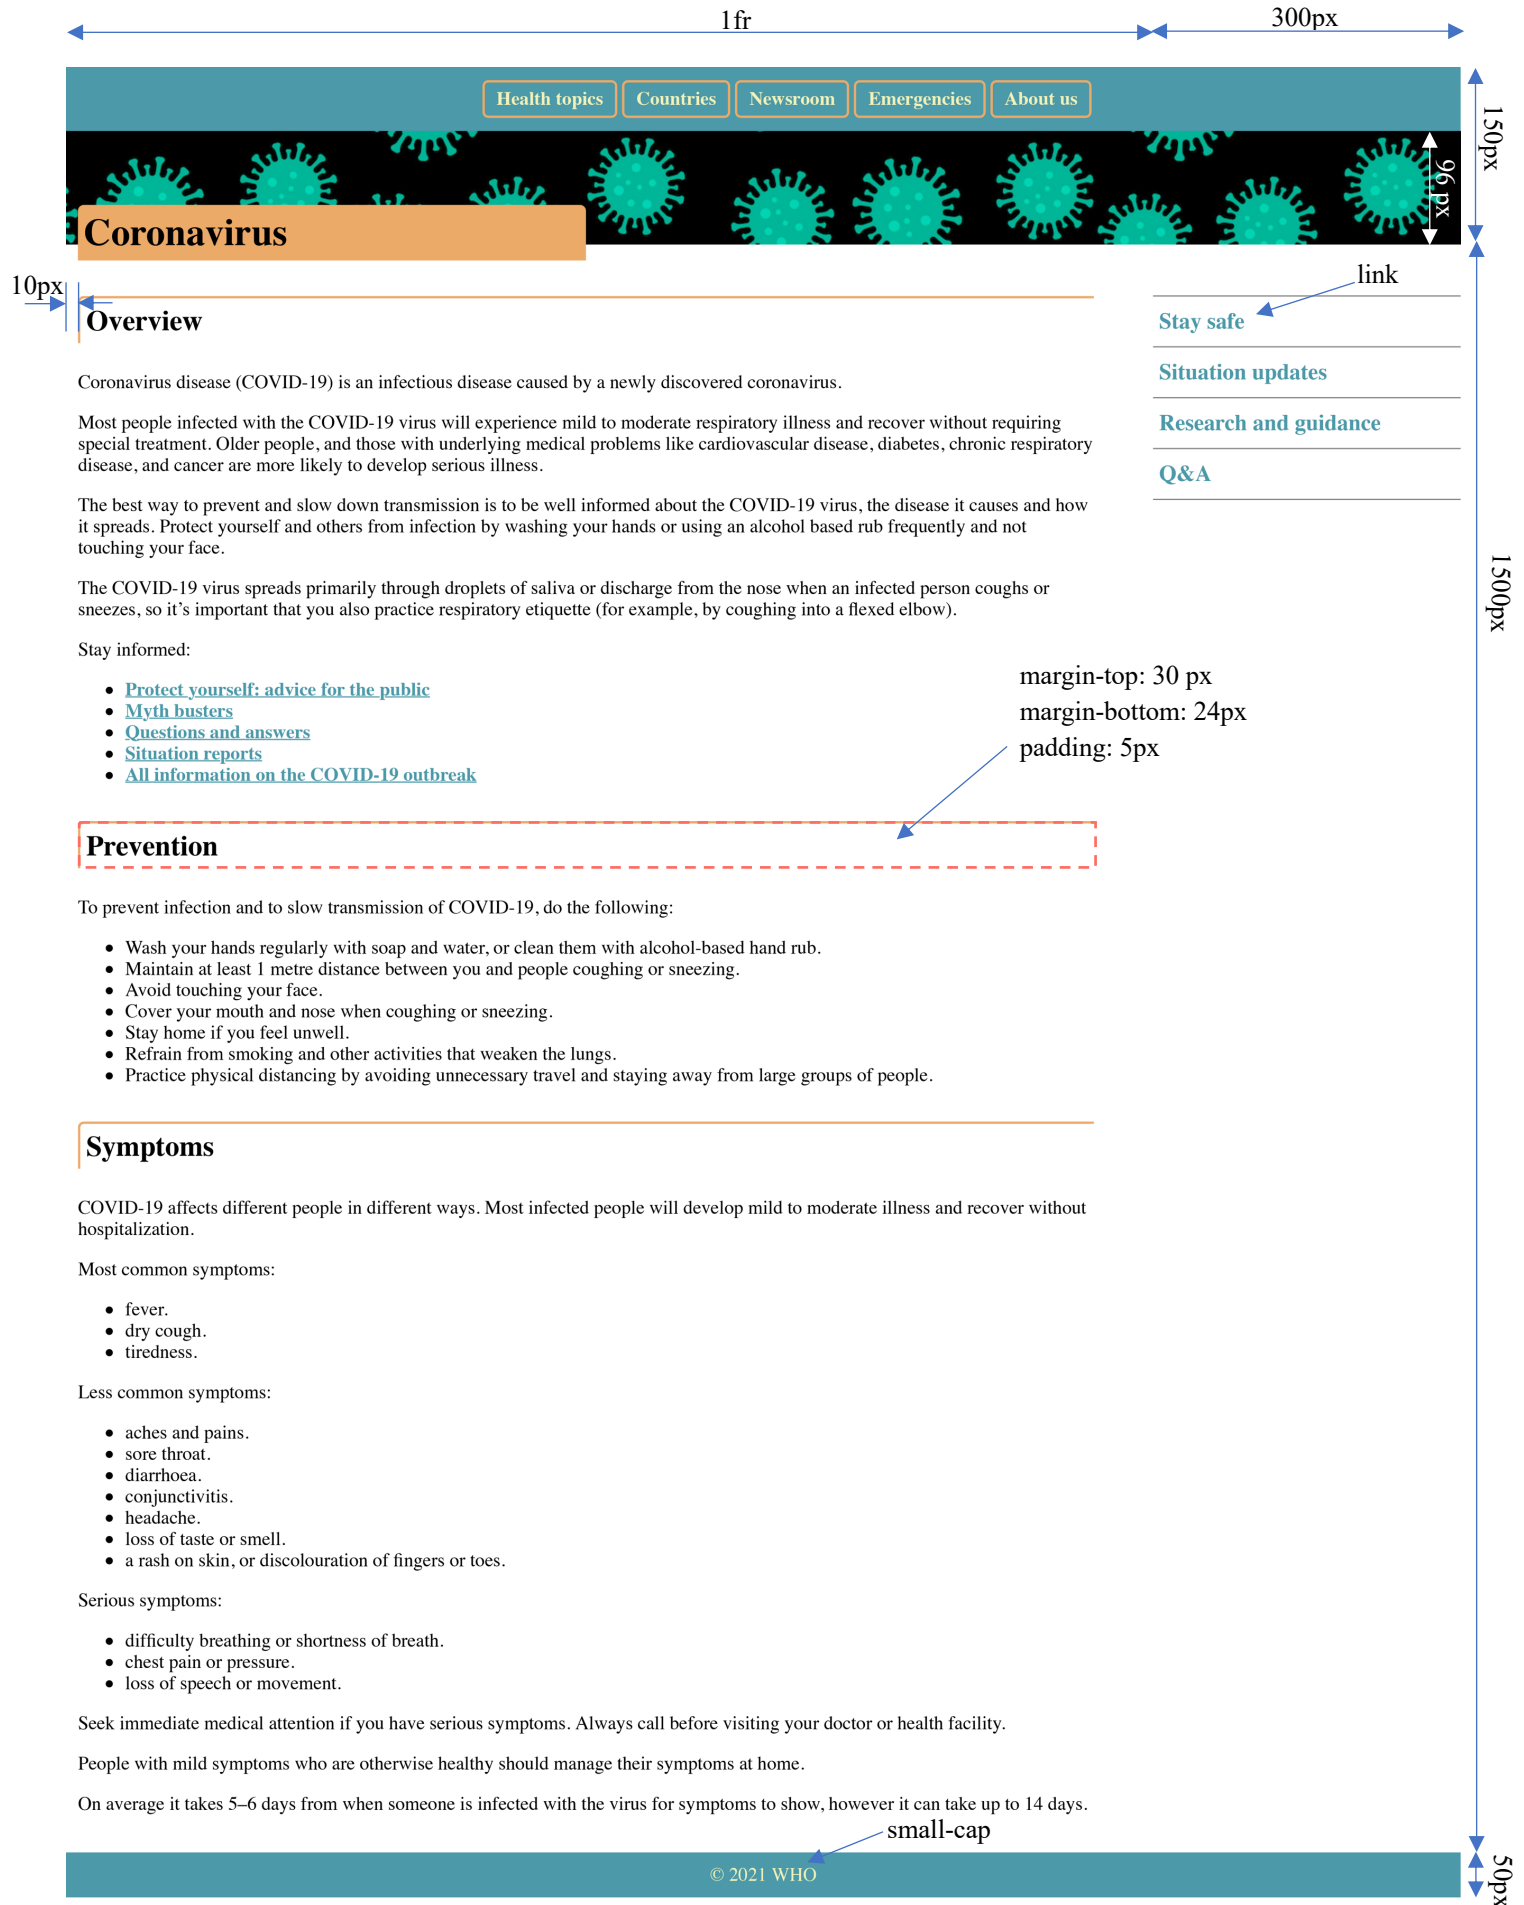 1fr
300px
Health topics
Countries
Newsroom
Emergencies
About us
150px
96 px
Coronavirus
10px
link
Overview
Stay safe
Situation updates
Research and guidance
Q&A
Coronavirus disease (COVID-19) is an infectious disease caused by a newly discovered coronavirus.
Most people infected with the COVID-19 virus will experience mild to moderate respiratory illness and recover without requiring
special treatment. Older people, and those with underlying medical problems like cardiovascular disease, diabetes, chronic respiratory
disease, and cancer are more likely to develop serious illness.
The best way to prevent and slow down transmission is to be well informed about the COVID-19 virus, the disease it causes and how
it spreads. Protect yourself and others from infection by washing your hands or using an alcohol based rub frequently and not
touching your face.
The COVID-19 virus spreads primarily through droplets of saliva or discharge from the nose when an infected person coughs or
sneezes, so it’s important that you also practice respiratory etiquette (for example, by coughing into a flexed elbow).
1500px
Stay informed:
Protect yourself: advice for the public
Myth busters
Questions and answers
Situation reports
All information on the COVID-19 outbreak
margin-top: 30 px
margin-bottom: 24px
padding: 5px
Prevention
To prevent infection and to slow transmission of COVID-19, do the following:
Wash your hands regularly with soap and water, or clean them with alcohol-based hand rub.
Maintain at least 1 metre distance between you and people coughing or sneezing.
Avoid touching your face.
Cover your mouth and nose when coughing or sneezing.
Stay home if you feel unwell.
Refrain from smoking and other activities that weaken the lungs.
Practice physical distancing by avoiding unnecessary travel and staying away from large groups of people.
Symptoms
COVID-19 affects different people in different ways. Most infected people will develop mild to moderate illness and recover without
hospitalization.
Most common symptoms:
fever.
dry cough.
tiredness.
Less common symptoms:
aches and pains.
sore throat.
diarrhoea.
conjunctivitis.
headache.
loss of taste or smell.
a rash on skin, or discolouration of fingers or toes.
Serious symptoms:
difficulty breathing or shortness of breath.
chest pain or pressure.
loss of speech or movement.
Seek immediate medical attention if you have serious symptoms. Always call before visiting your doctor or health facility.
People with mild symptoms who are otherwise healthy should manage their symptoms at home.
On average it takes 5–6 days from when someone is infected with the virus for symptoms to show, however it can take up to 14 days.
small-cap
© 2021 WHO
50px